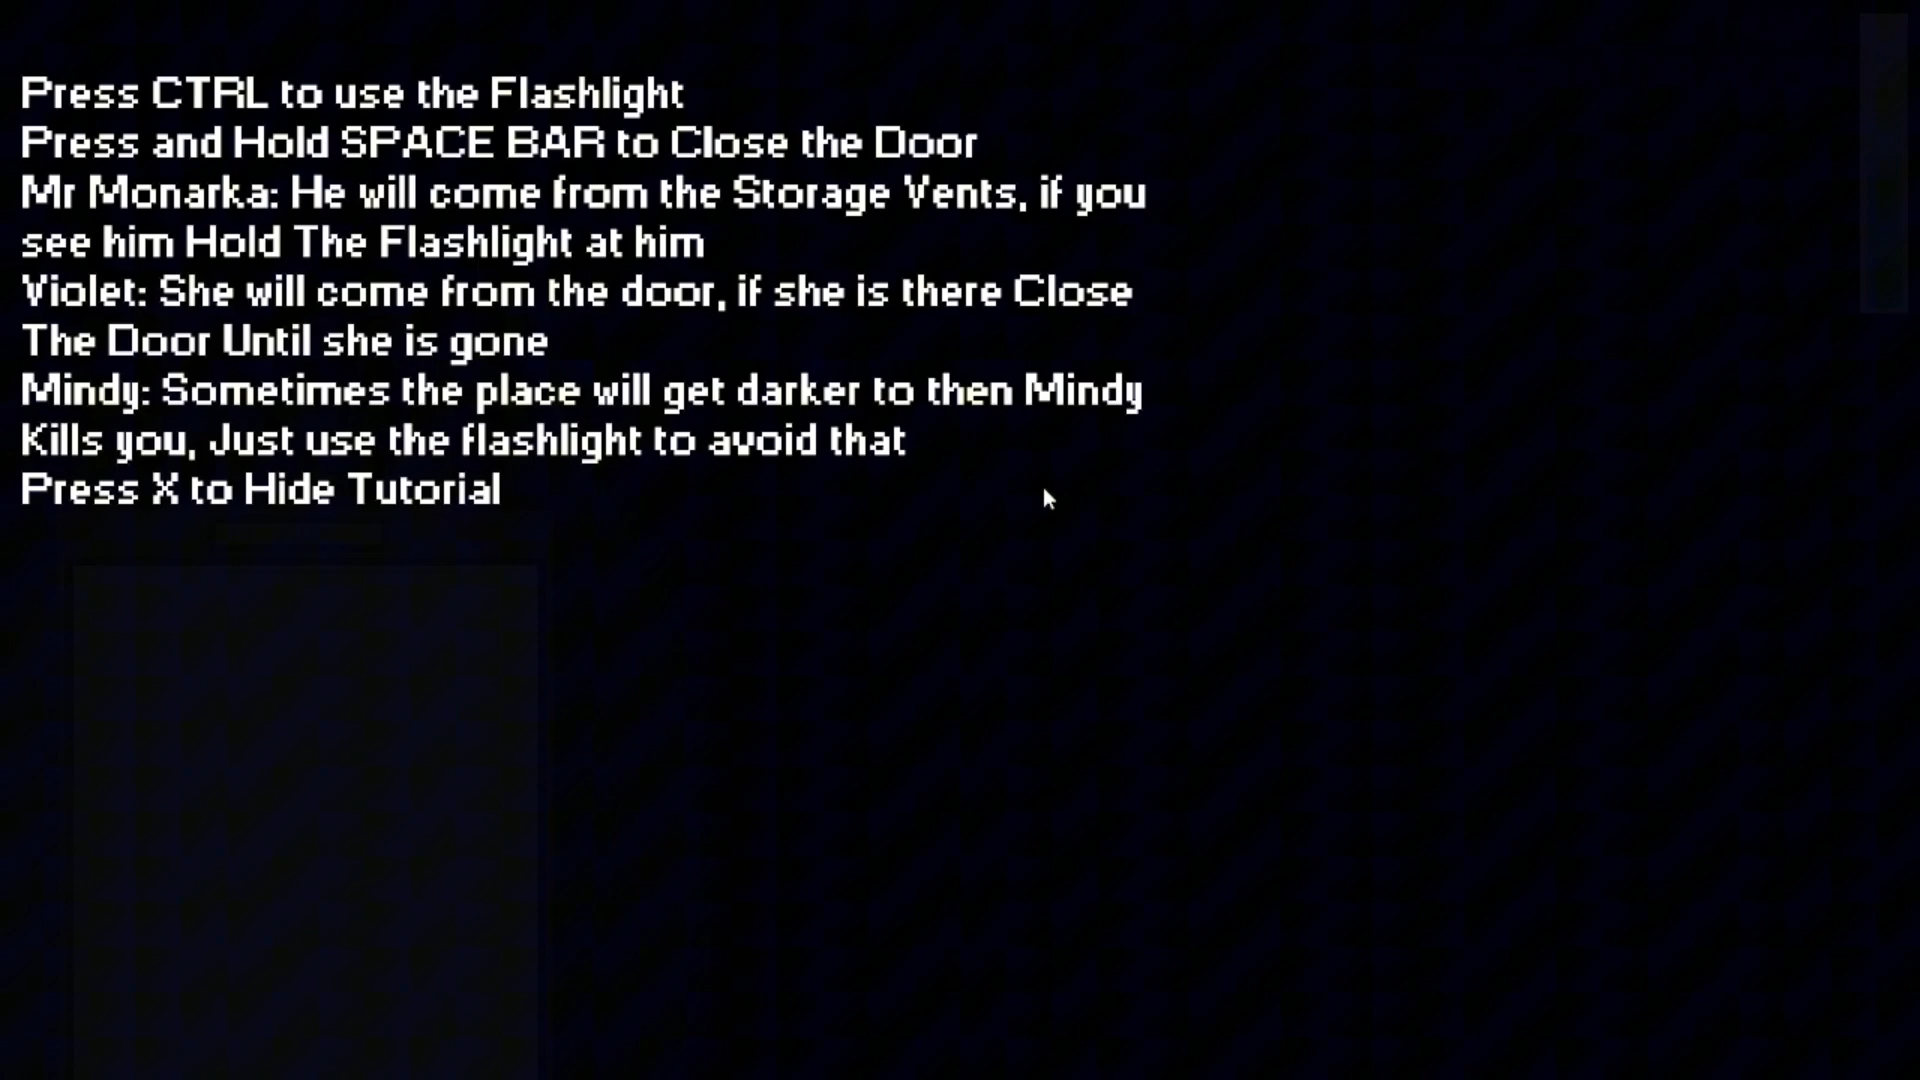 Press CTRL to use the Flashlight
Press and Hold SPACE BAR to Close the Door
Mr Monarka: He will come from the Storage Vents, if you
see him Hold The Flashlight at him
Violet: She will come from the door, if she is there Close
The Door Until she is gone
Mindy: Sometimes the place will get darker to then Mindy
Kills you, Just use the flashlight to avoid that
Press X to Hide Tutorial